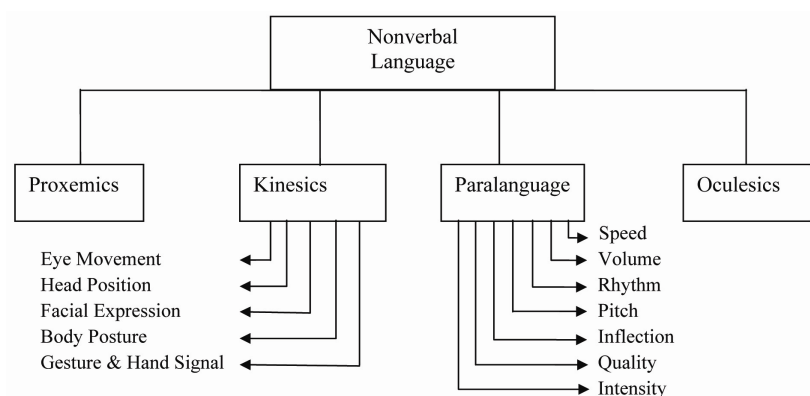 Nonverbal
Language
Proxemics
Kinesics
Paralanguage
Oculesics
Eye Movement
Head Position
Facial Expression
Body Posture
Gesture & Hand Signal
Speed
Volume
Rhythm
Pitch
Inflection
Quality
Intensity